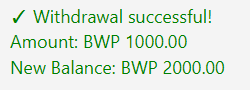 ✓ Withdrawal successful!
Amount: BWP 1000.00
New Balance: BWP 2000.00